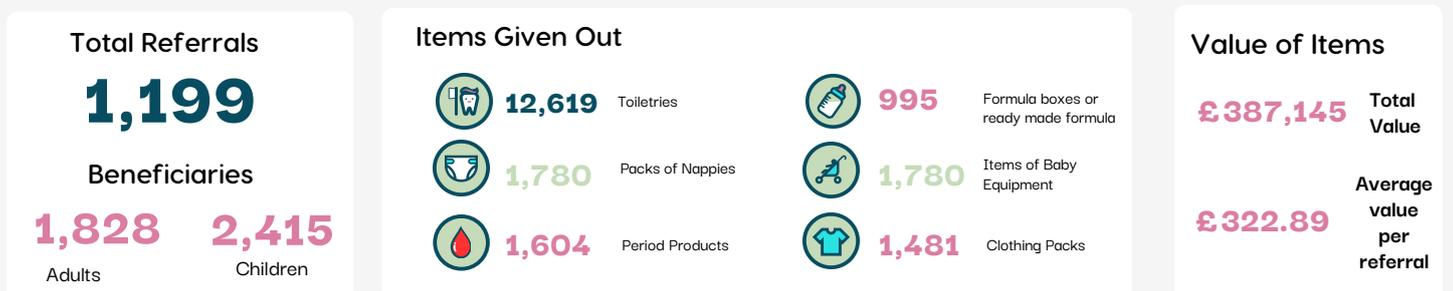 Total Referrals
1,199
Beneficiaries
1,828
Adults
2,415
Children
Items Given Out
12,619 Toiletries
1,780 Packs of Nappies
1,604 Period Products
995 Formula boxes or
ready made formula
1,780 Items of Baby
Equipment
1,481 Clothing Packs
Value of Items
£387,145 Total
Value
£322.89 Average
value
per
referral